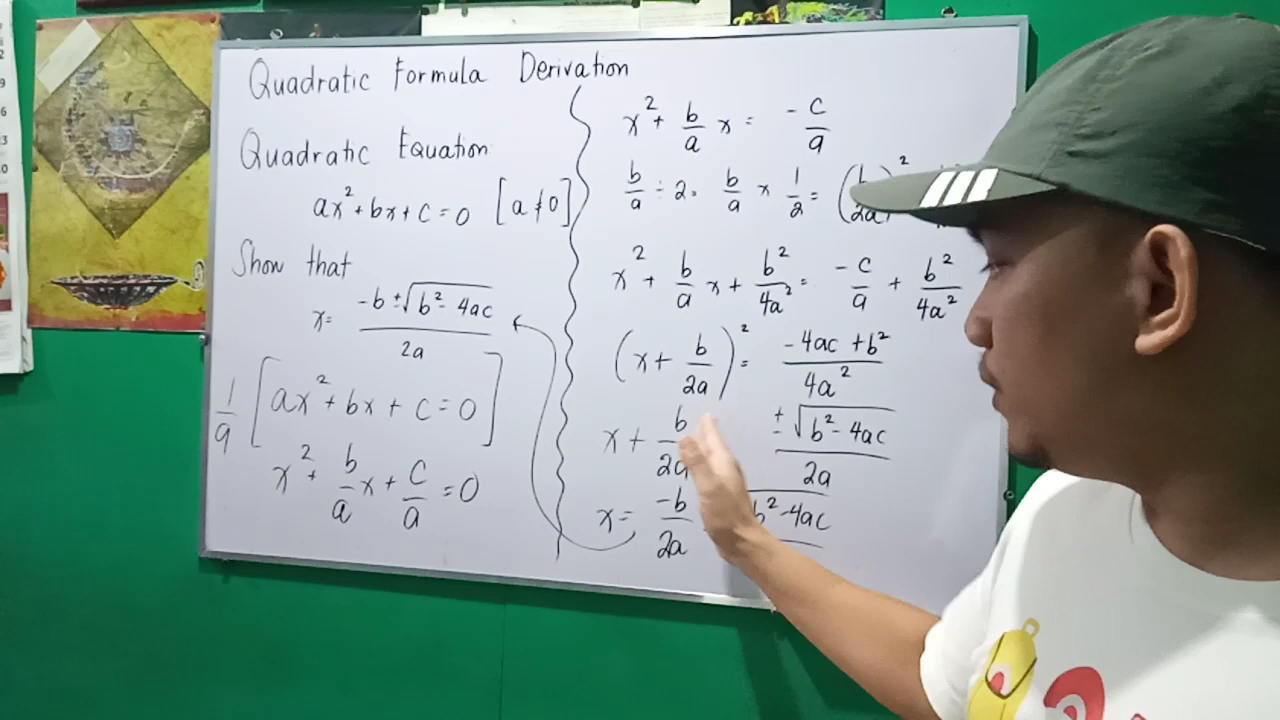 Quadratic Formula Derivation
Quadratic Equation
ax² + bx + c = 0 [a ≠ 0]
Show that
x = (-b ± √(b² - 4ac)) / 2a
1/a [ax² + bx + c = 0]
x² + b/a x + c/a = 0
x² + b/a x = -c/a
b/a ÷ 2 = b/a × 1/2 = (b/2a)²
x² + b/a x + b²/4a² = -c/a + b²/4a²
(x + b/2a)² = (-4ac + b²)/4a²
x + b/2a ± √(b² - 4ac) / 2a
x = -b/2a b² - 4ac